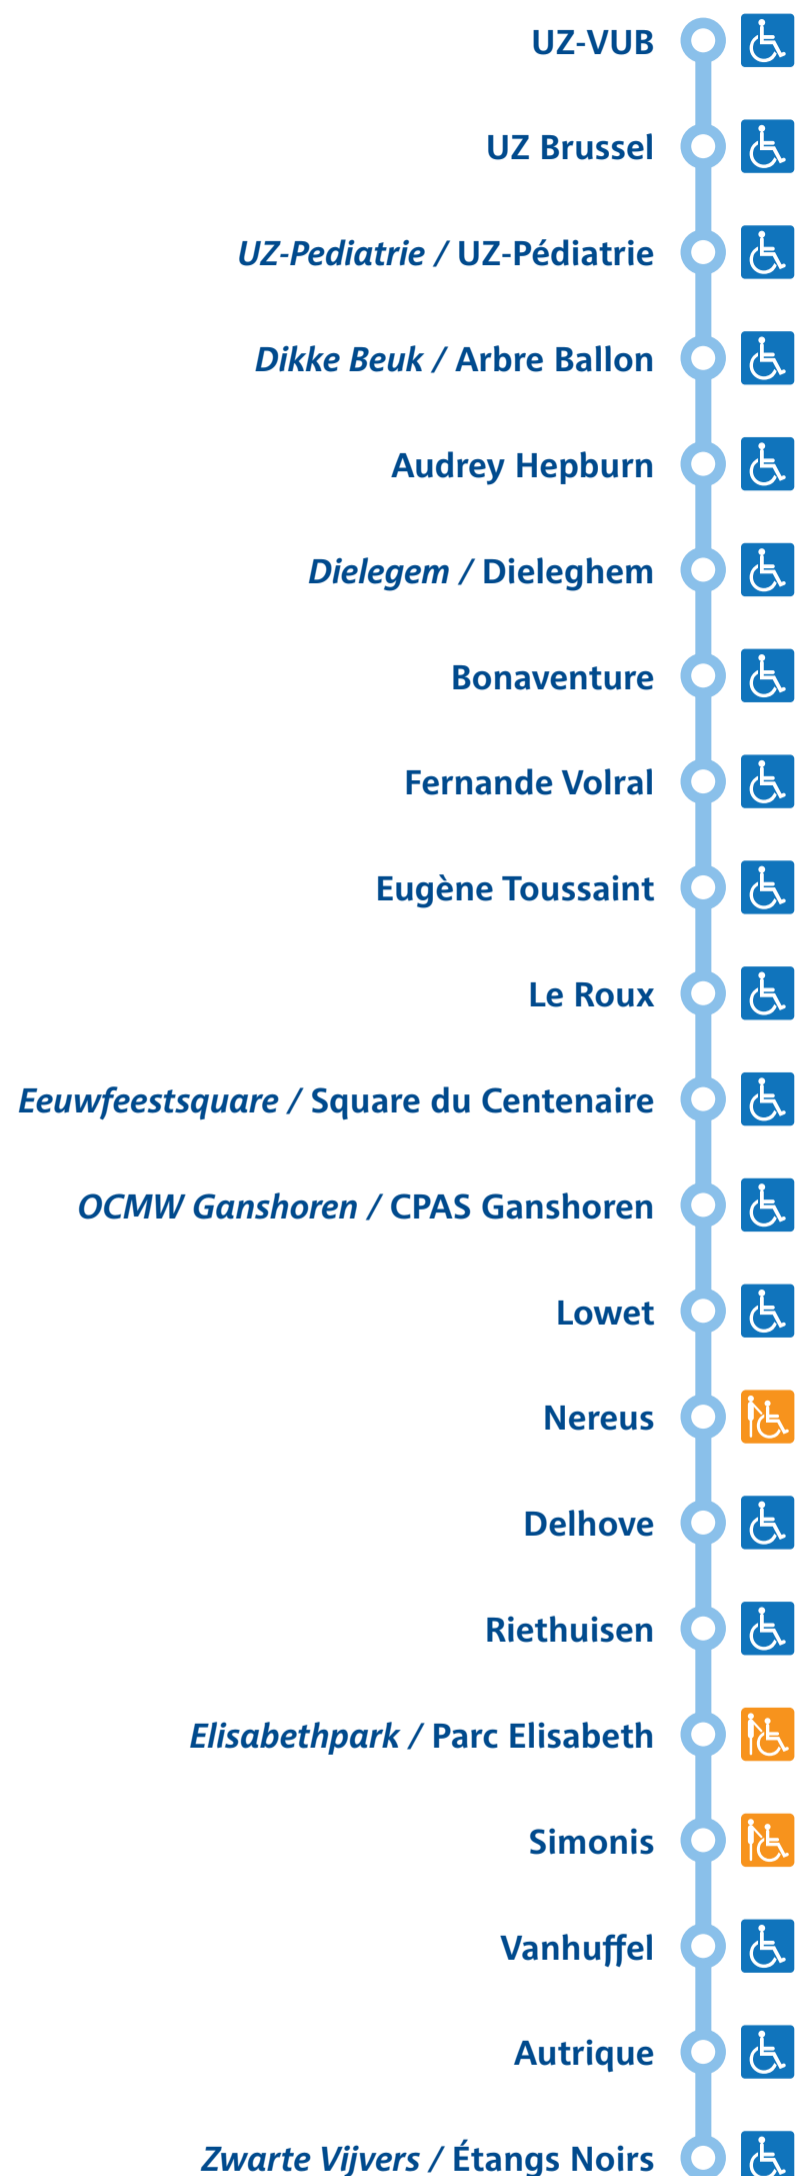 UZ-VUB
UZ Brussel
UZ-Pediatrie / UZ-Pédiatrie
Dikke Beuk / Arbre Ballon
Audrey Hepburn
Dielegem / Dieleghem
Bonaventure
Fernande Volral
Eugène Toussaint
Le Roux
Eeuwfeestsquare / Square du Centenaire
OCMW Ganshoren / CPAS Ganshoren
Lowet
Nereus
Delhove
Riethuisen
Elisabethpark / Parc Elisabeth
Simonis
Vanhuffel
Autrique
Zwarte Vijvers / Étangs Noirs